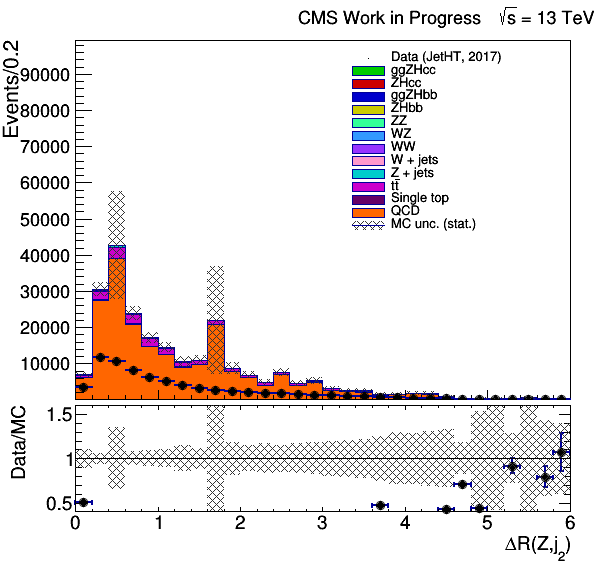 CMS Work in Progress √s = 13 TeV
Events/0.2
90000
80000
70000
60000
50000
40000
30000
20000
10000
Data (JetHT, 2017)
ggZHcc
ZHcc
ggZHbb
ZHbb
ZZ
WZ
WW
W + jets
Z + jets
tt̄
Single top
QCD
MC unc. (stat.)
Data/MC
1.5
1
0.5
0 1 2 3 4 5 6
ΔR(Z,j₂)